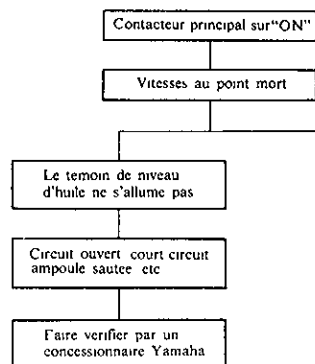 Contacteur principal sur "ON"
Vitesses au point mort
Le temoin de niveau
d'huile ne s'allume pas
Circuit ouvert court circuit
ampoule sautee etc
Faire verifier par un
concessionnaire Yamaha